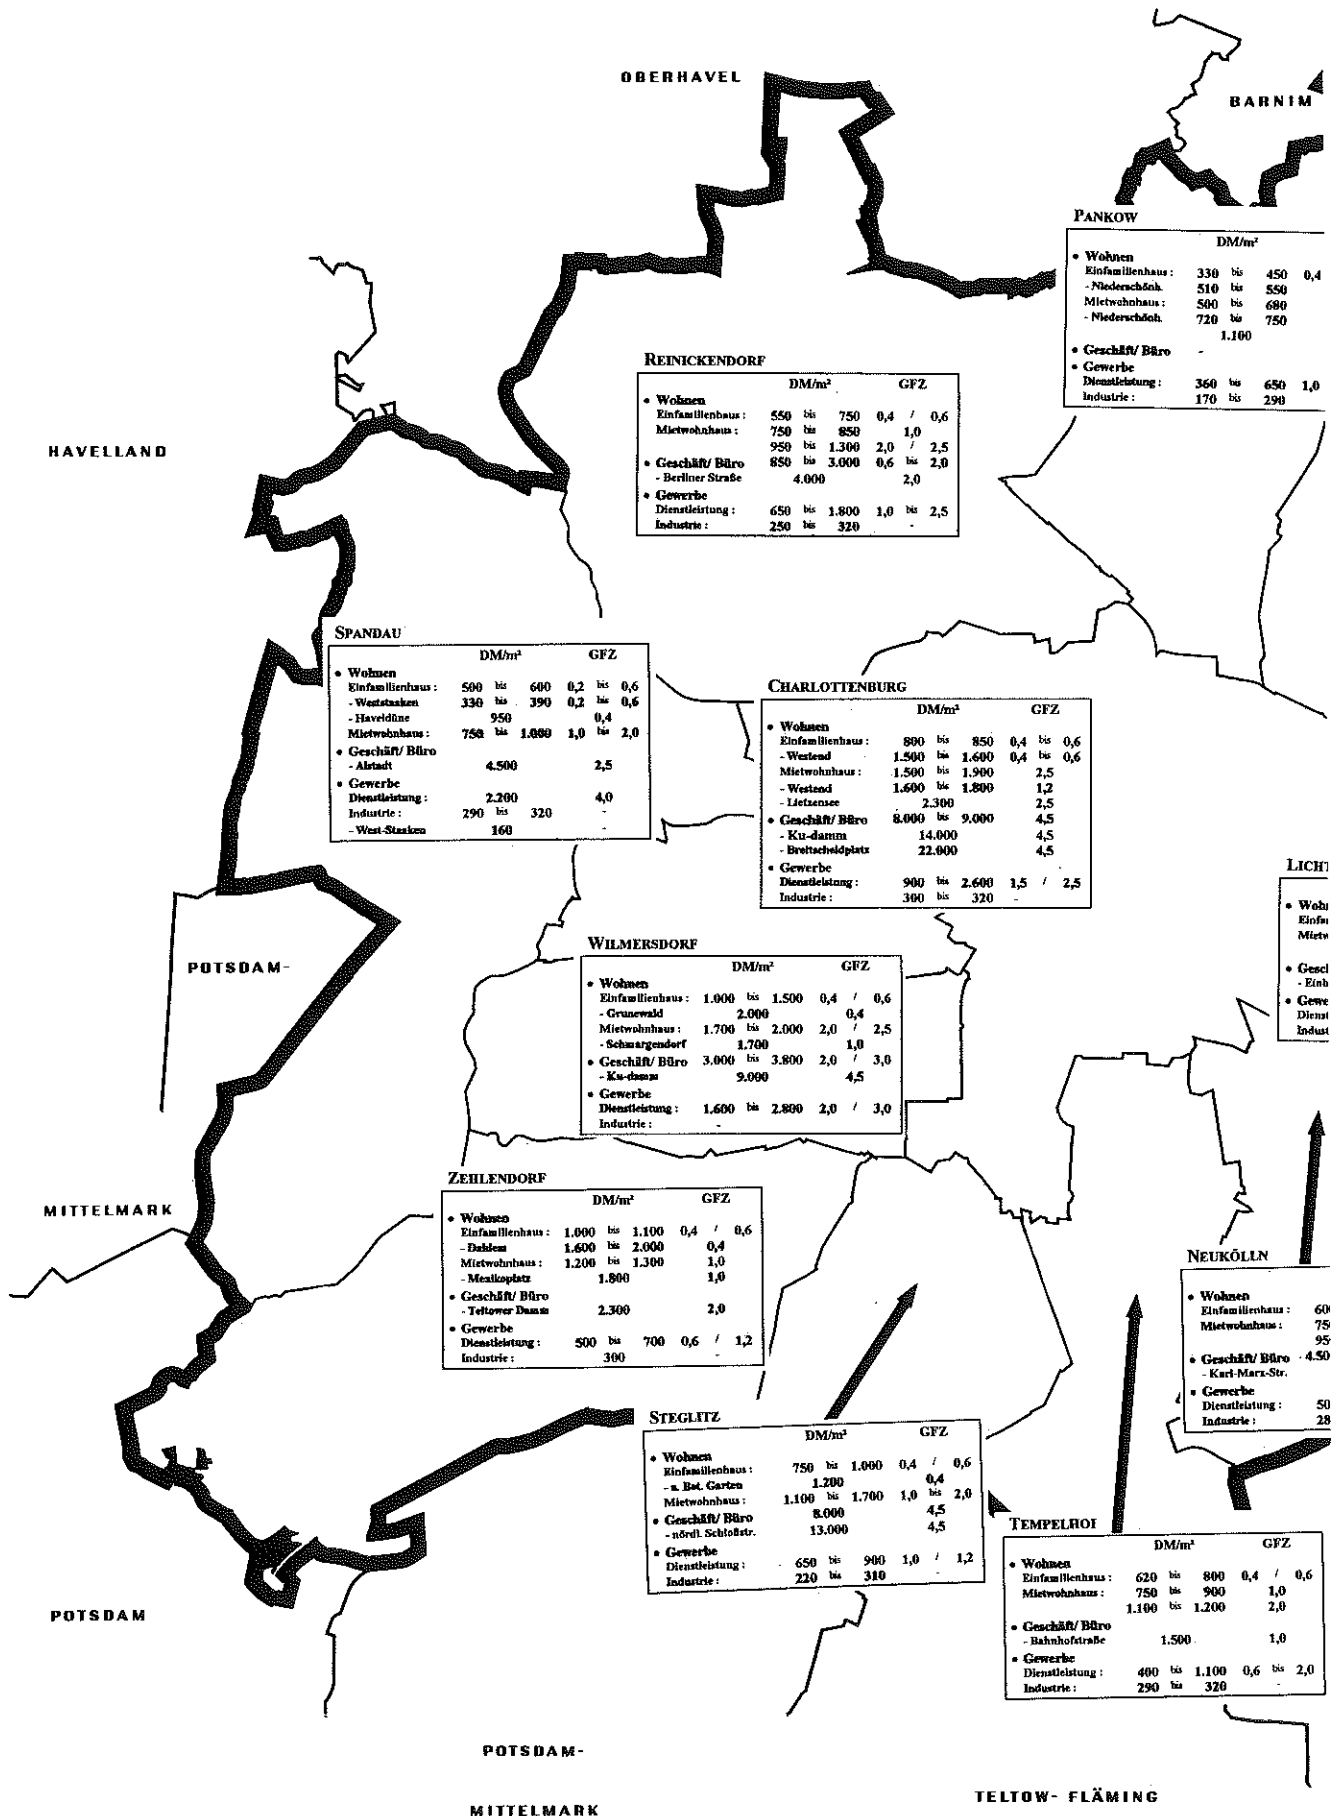 OBERHAVEL
BARNIM
PANKOW
DM/m²
• Wohnen
Einfamilienhaus : 330 bis 450 0,4
- Niederschönh. 510 bis 550
Mietwohnhaus : 500 bis 680
- Niederschönh. 720 bis 750
1.100
• Geschäft/ Büro -
• Gewerbe
Dienstleistung : 360 bis 650 1,0
Industrie : 170 bis 290
REINICKENDORF
DM/m² GFZ
• Wohnen
Einfamilienhaus : 550 bis 750 0,4 / 0,6
Mietwohnhaus : 750 bis 850 1,0
950 bis 1.300 2,0 / 2,5
• Geschäft/ Büro 850 bis 3.000 0,6 bis 2,0
- Berliner Straße 4.000 2,0
• Gewerbe
Dienstleistung : 650 bis 1.800 1,0 bis 2,5
Industrie : 250 bis 320 -
HAVELLAND
SPANDAU
DM/m² GFZ
• Wohnen
Einfamilienhaus : 500 bis 600 0,2 bis 0,6
- Weststaaken 330 bis 390 0,2 bis 0,6
- Haveldüne 950 0,4
Mietwohnhaus : 750 bis 1.000 1,0 bis 2,0
• Geschäft/ Büro
- Alstadt 4.500 2,5
• Gewerbe
Dienstleistung : 2.200 4,0
Industrie : 290 bis 320 -
- West-Staaken 160 -
CHARLOTTENBURG
DM/m² GFZ
• Wohnen
Einfamilienhaus : 800 bis 850 0,4 bis 0,6
- Westend 1.500 bis 1.600 0,4 bis 0,6
Mietwohnhaus : 1.500 bis 1.900 2,5
- Westend 1.600 bis 1.800 1,2
- Lietzensee 2.300 2,5
• Geschäft/ Büro 8.000 bis 9.000 4,5
- Ku-damm 14.000 4,5
- Breitscheidplatz 22.000 4,5
• Gewerbe -
Dienstleistung : 900 bis 2.600 1,5 / 2,5
Industrie : 300 bis 320 -
LICHT
• Woh
Einfa
Mietw
• Gesc
- Einb
• Gewe
Dienst
Indust
POTSDAM-
WILMERSDORF
DM/m² GFZ
• Wohnen
Einfamilienhaus : 1.000 bis 1.500 0,4 / 0,6
- Grunewald 2.000 0,4
Mietwohnhaus : 1.700 bis 2.000 2,0 / 2,5
- Schmargendorf 1.700 1,0
• Geschäft/ Büro 3.000 bis 3.800 2,0 / 3,0
- Ku-damm 9.000 4,5
• Gewerbe
Dienstleistung : 1.600 bis 2.800 2,0 / 3,0
Industrie : -
MITTELMARK
ZEHLENDORF
DM/m² GFZ
• Wohnen
Einfamilienhaus : 1.000 bis 1.100 0,4 / 0,6
- Dahlem 1.600 bis 2.000 0,4
Mietwohnhaus : 1.200 bis 1.300 1,0
- Mexikoplatz 1.800 1,0
• Geschäft/ Büro
- Teltower Damm 2.300 2,0
• Gewerbe
Dienstleistung : 500 bis 700 0,6 / 1,2
Industrie : 300 -
NEUKÖLLN
• Wohnen
Einfamilienhaus : 600
Mietwohnhaus : 750
95
• Geschäft/ Büro 4.50
- Karl-Marx-Str.
• Gewerbe
Dienstleistung : 50
Industrie : 28
STEGLITZ
DM/m² GFZ
• Wohnen
Einfamilienhaus : 750 bis 1.000 0,4 / 0,6
- a. Bot. Garten 1.200 0,4
Mietwohnhaus : 1.100 bis 1.700 1,0 bis 2,0
• Geschäft/ Büro 8.000 4,5
- nördl. Schloßstr. 13.000 4,5
• Gewerbe
Dienstleistung : 650 bis 900 1,0 / 1,2
Industrie : 220 bis 310 -
TEMPELHOF
DM/m² GFZ
• Wohnen
Einfamilienhaus : 620 bis 800 0,4 / 0,6
Mietwohnhaus : 750 bis 900 1,0
1.100 bis 1.200 2,0
• Geschäft/ Büro
- Bahnhofstraße 1.500 1,0
• Gewerbe
Dienstleistung : 400 bis 1.100 0,6 bis 2,0
Industrie : 290 bis 320 -
POTSDAM
POTSDAM-
MITTELMARK
TELTOW- FLÄMING